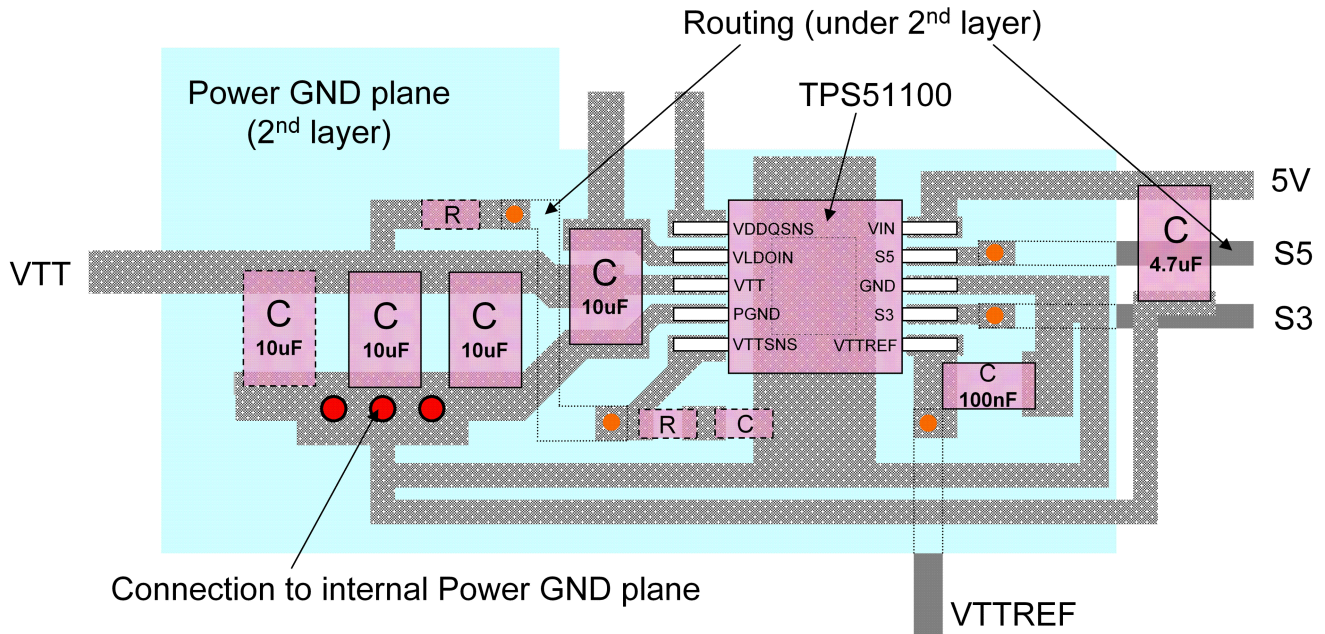 Routing (under 2nd layer)
Power GND plane
(2nd layer)
TPS51100
5V
S5
S3
VTT
R
C
10uF
C
10uF
C
10uF
C
10uF
VDDQSNS
VLDOIN
VTT
PGND
VTTSNS
VIN
S5
GND
S3
VTTREF
C
4.7uF
C
100nF
R
C
Connection to internal Power GND plane
VTTREF